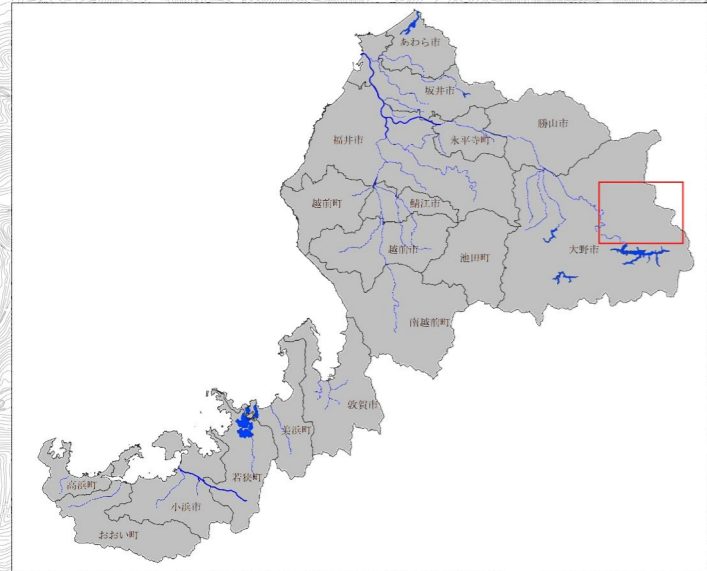 あわら市
坂井市
勝山市
永平寺町
福井市
越前町
鯖江市
越前市
池田町
大野市
南越前町
敦賀市
美浜町
若狭町
高浜町
小浜市
おおい町